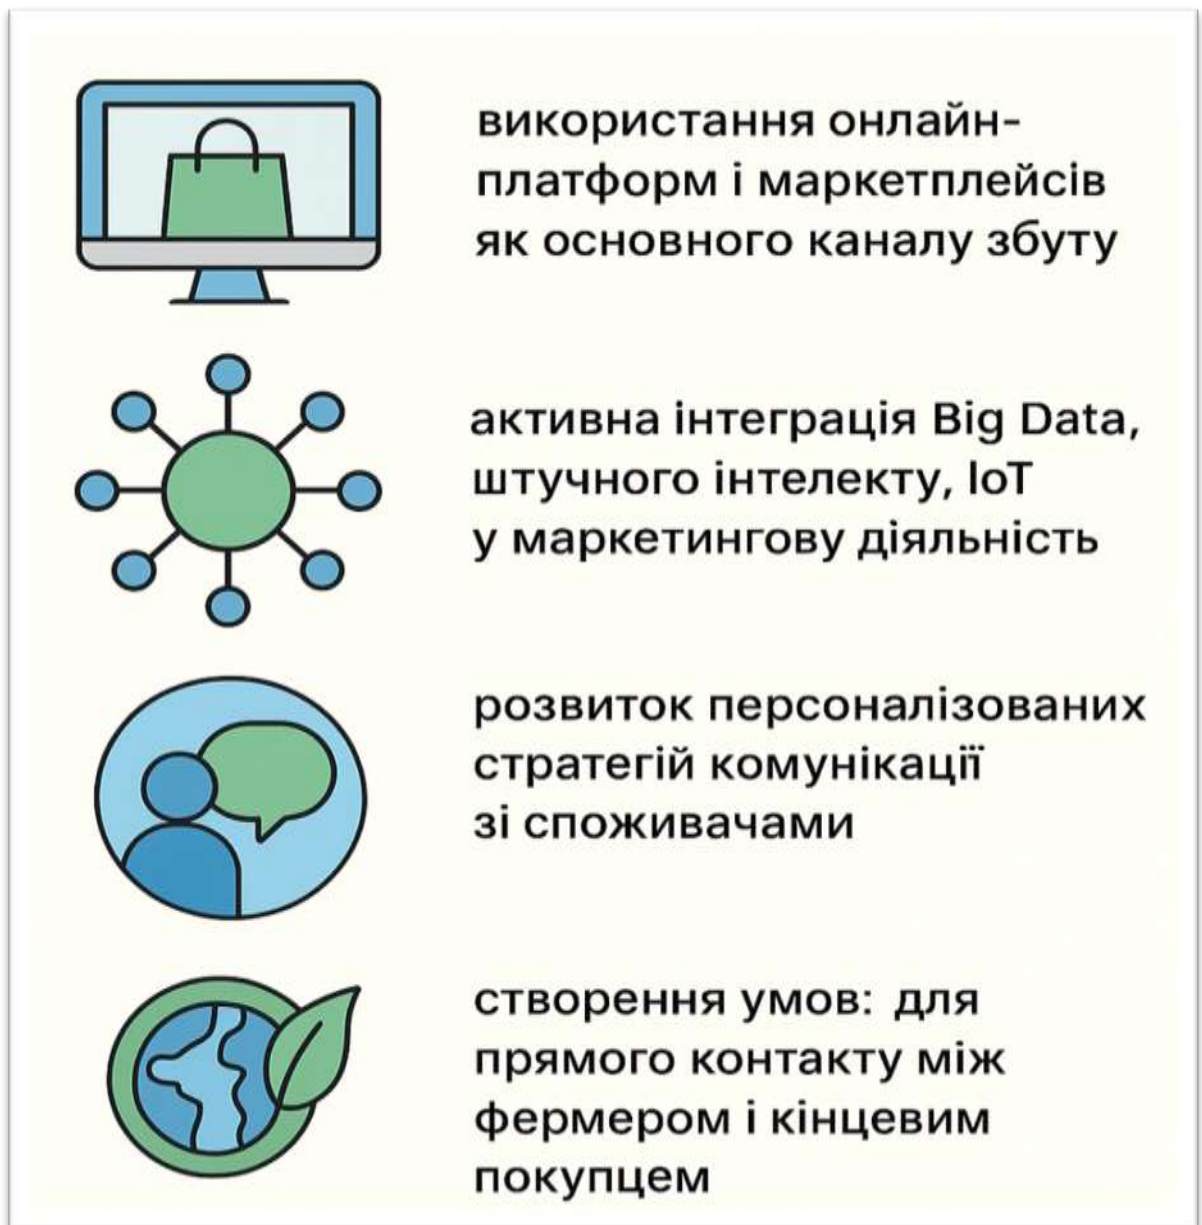 використання онлайн-
платформ і маркетплейсів
як основного каналу збуту
активна інтеграція Big Data,
штучного інтелекту, IoT
у маркетингову діяльність
розвиток персоналізованих
стратегій комунікації
зі споживачами
створення умов: для
прямого контакту між
фермером і кінцевим
покупцем